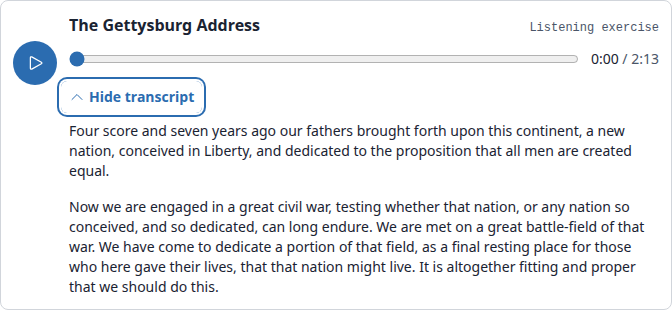 The Gettysburg Address
Listening exercise
0:00 / 2:13
Hide transcript
Four score and seven years ago our fathers brought forth upon this continent, a new
nation, conceived in Liberty, and dedicated to the proposition that all men are created
equal.
Now we are engaged in a great civil war, testing whether that nation, or any nation so
conceived, and so dedicated, can long endure. We are met on a great battle-field of that
war. We have come to dedicate a portion of that field, as a final resting place for those
who here gave their lives, that that nation might live. It is altogether fitting and proper
that we should do this.